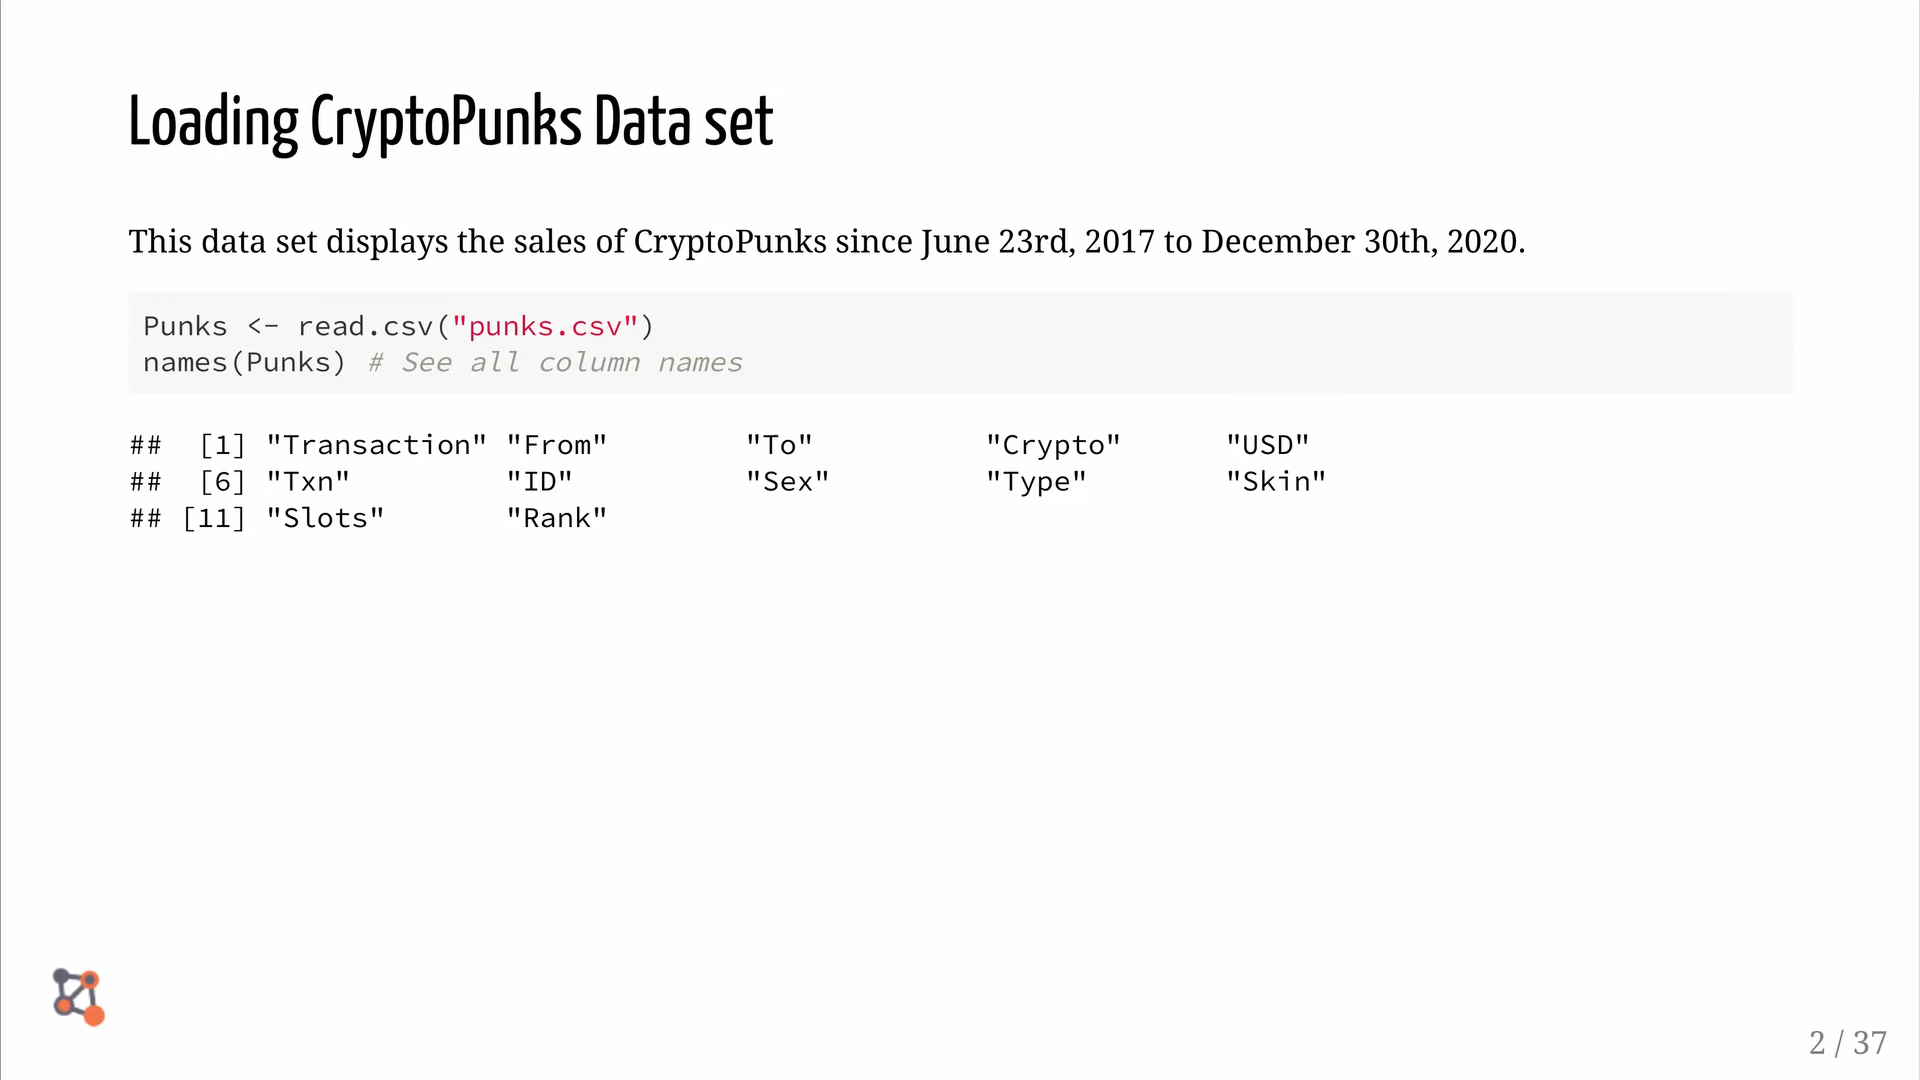 Loading CryptoPunks Data set
This data set displays the sales of CryptoPunks since June 23rd, 2017 to December 30th, 2020.
Punks <- read.csv("punks.csv")
names(Punks) # See all column names
##  [1] "Transaction" "From"        "To"          "Crypto"      "USD"
##  [6] "Txn"         "ID"          "Sex"         "Type"        "Skin"
## [11] "Slots"       "Rank"
2 / 37